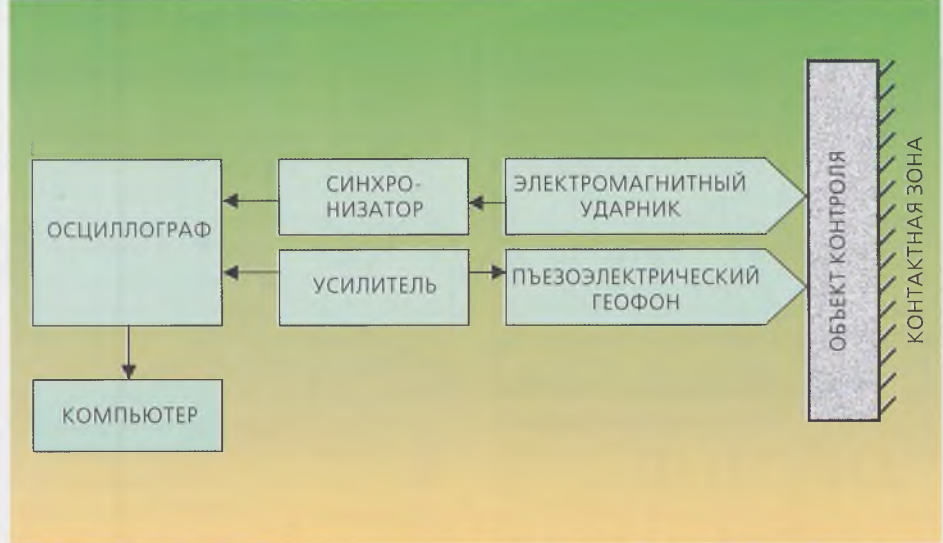 ОСЦИЛЛОГРАФ
СИНХРО-
НИЗАТОР
ЭЛЕКТРОМАГНИТНЫЙ
УДАРНИК
УСИЛИТЕЛЬ
ПЪЕЗОЭЛЕКТРИЧЕСКИЙ
ГЕОФОН
КОМПЬЮТЕР
ОБЪЕКТ КОНТРОЛЯ
КОНТАКТНАЯ ЗОНА